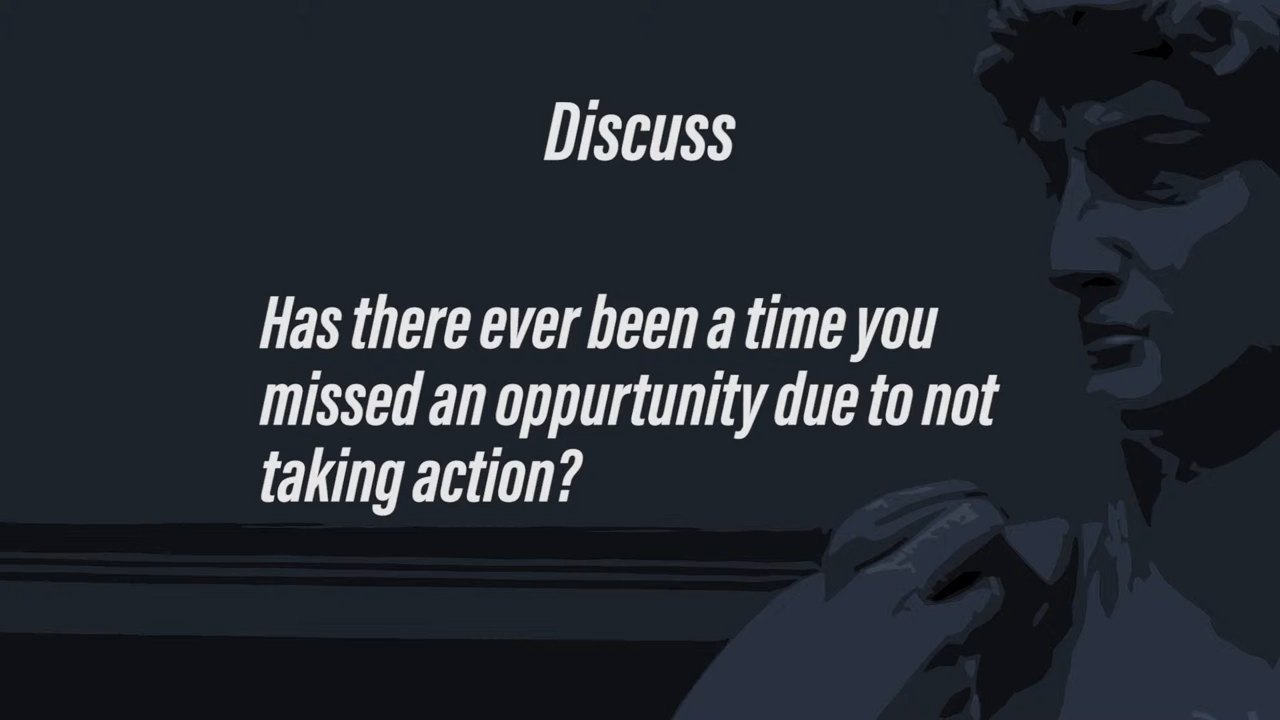 Discuss
Has there ever been a time you
missed an oppurtunity due to not
taking action?